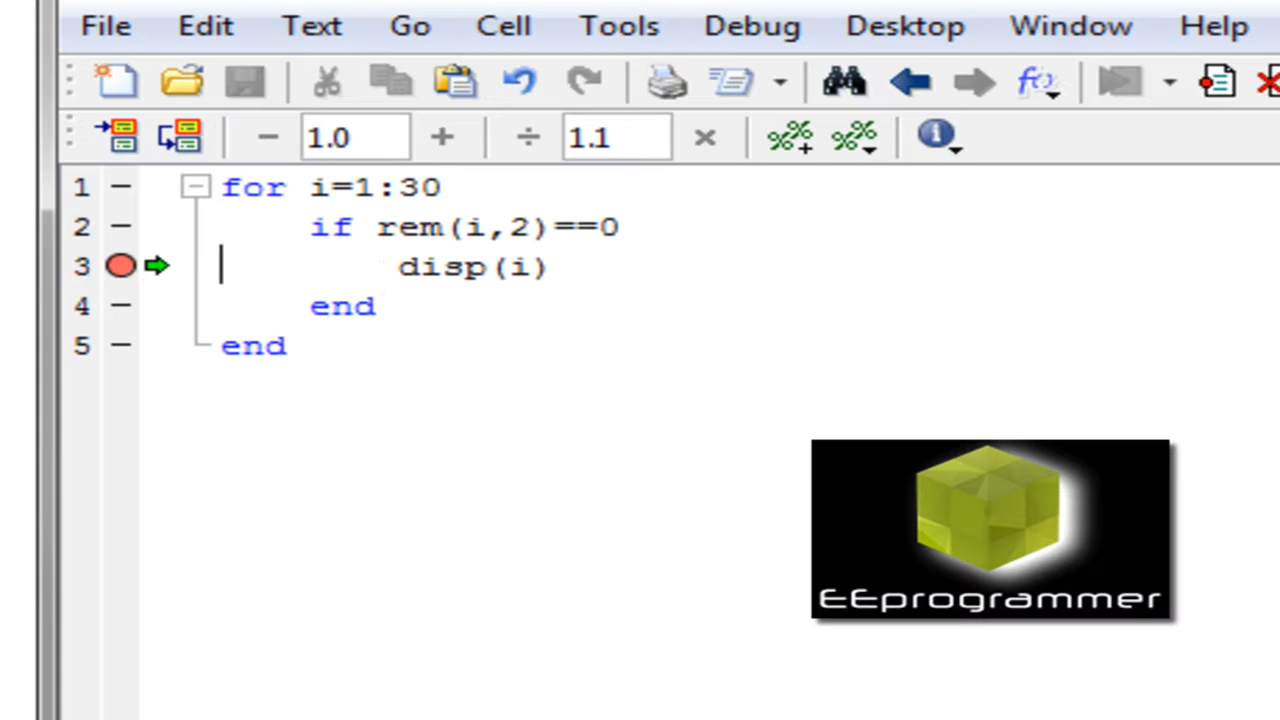 File Edit Text Go Cell Tools Debug Desktop Window Help
1.0 1.1
1 for i=1:30
2 if rem(i,2)==0
3 disp(i)
4 end
5 end
EEprogrammer